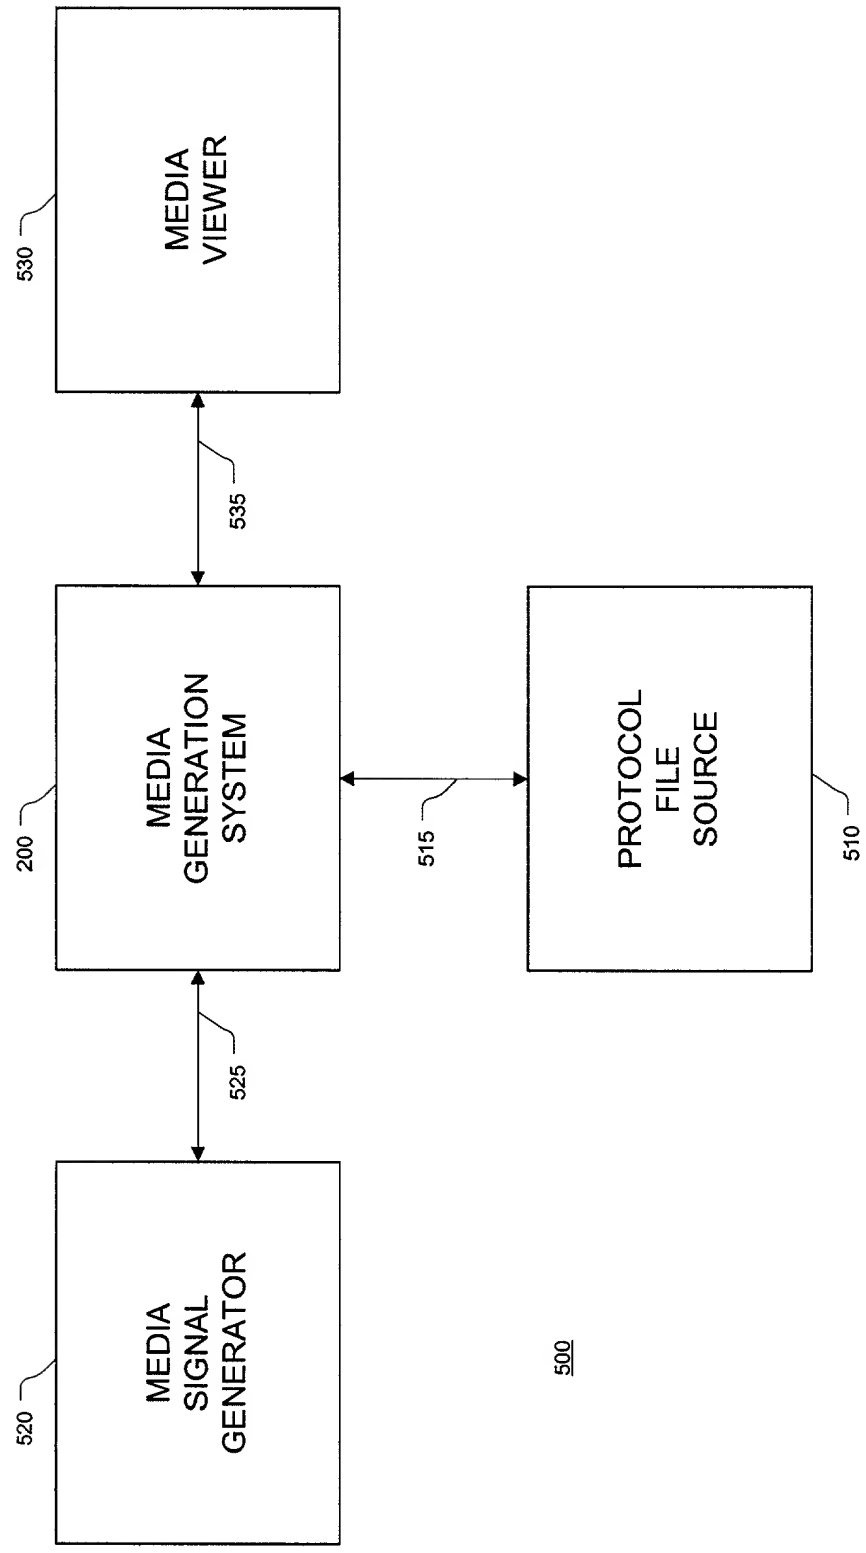 520
200
530
MEDIA
SIGNAL
GENERATOR
MEDIA
GENERATION
SYSTEM
MEDIA
VIEWER
525
535
515
PROTOCOL
FILE
SOURCE
500
510